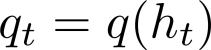 q_t = q(h_t)